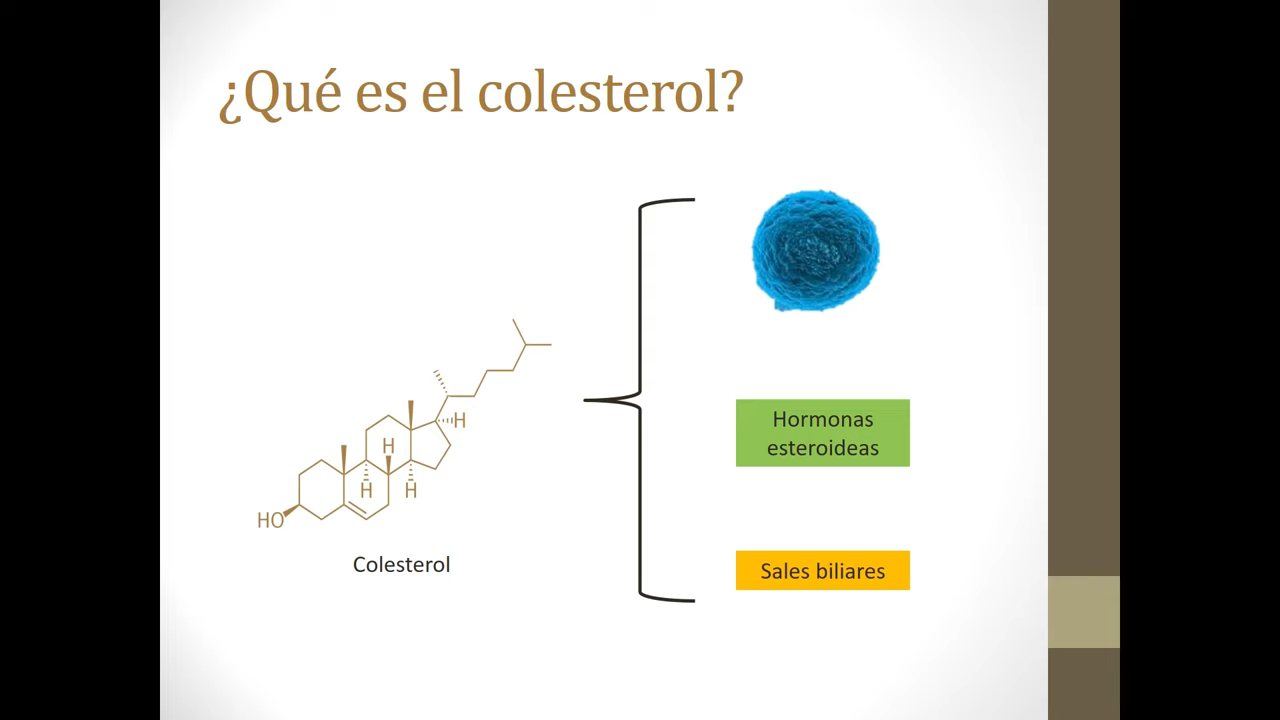 ¿Qué es el colesterol?
H
H
H
H
HO
Colesterol
Hormonas
esteroideas
Sales biliares